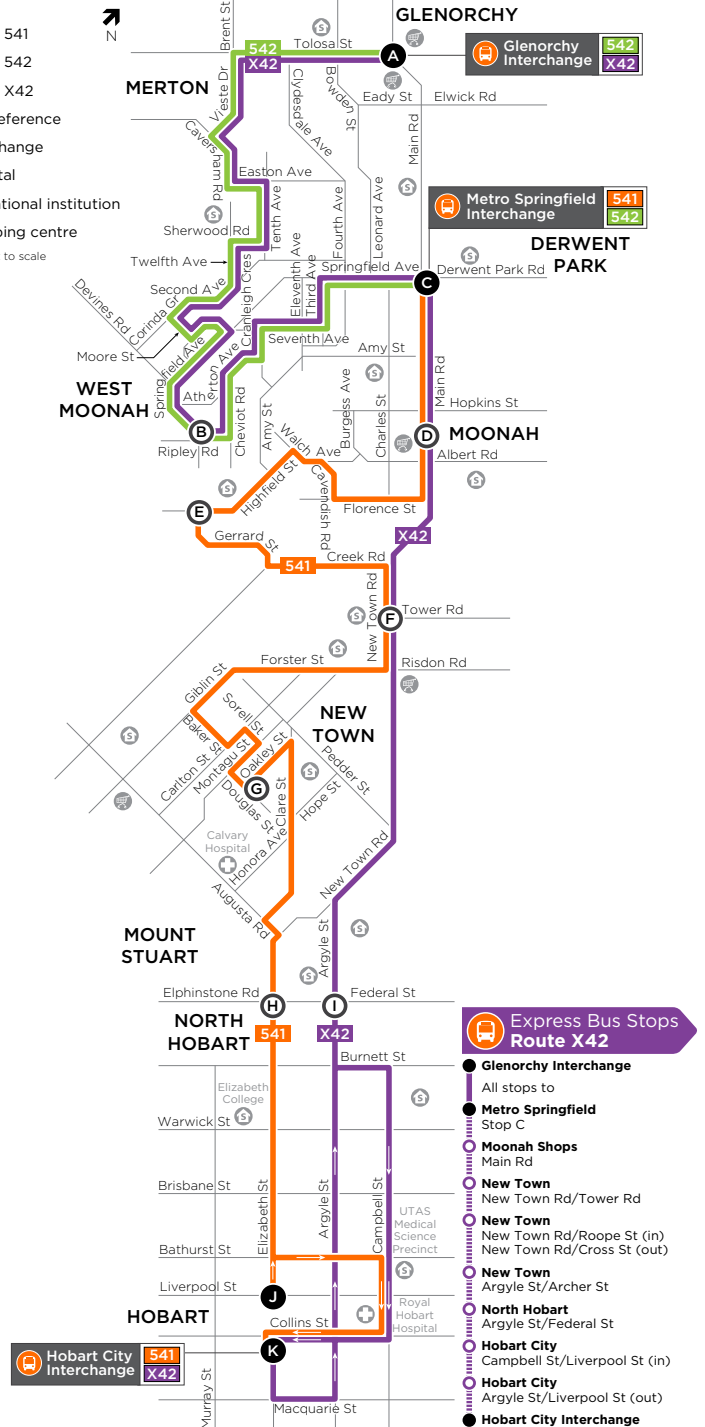 541
542
X42
eference
hange
tal
ational institution
ping centre
to scale
N
GLENORCHY
Brent St
542
X42
Tolosa St
A
Glenorchy
Interchange
542
X42
MERTON
Vieste Dr
Clydesdale Ave
Bowden St
Eady St
Elwick Rd
Main Rd
Caversham Rd
Easton Ave
Tenth Ave
Fourth Ave
Leonard Ave
Metro Springfield
Interchange
541
542
Sherwood Rd
DERWENT
PARK
Twelfth Ave
Eleventh Ave
Third Ave
Springfield Ave
Derwent Park Rd
C
Second Ave
Cranleigh Cres
Devines Rd
Corinda Gr
Moore St
Seventh Ave
Amy St
Springfield Ave
Atherton Ave
WEST
MOONAH
Cheviot Rd
Amy St
Burgess Ave
Charles St
Main Rd
Hopkins St
B
D
MOONAH
Ripley Rd
Walch Ave
Albert Rd
Highfield St
Cavendish Rd
E
Florence St
Gerrard St
X42
541
Creek Rd
New Town Rd
F
Tower Rd
Forster St
Risdon Rd
Giblin St
Sorell St
NEW
TOWN
Baker St
Carlton St
Montagu St
Oakley St
G
Douglas St
Clare St
Hope St
Pedder St
Calvary
Hospital
Honora Ave
New Town Rd
Augusta Rd
MOUNT
STUART
Argyle St
Elphinstone Rd
H
I
Federal St
NORTH
HOBART
541
X42
Burnett St
Elizabeth
College
Warwick St
Brisbane St
Elizabeth St
Argyle St
Campbell St
UTAS
Medical
Science
Precinct
Bathurst St
Liverpool St
J
HOBART
Collins St
Royal
Hobart
Hospital
K
Hobart City
Interchange
541
X42
Murray St
Macquarie St
Express Bus Stops
Route X42
Glenorchy Interchange
All stops to
Metro Springfield
Stop C
Moonah Shops
Main Rd
New Town
New Town Rd/Tower Rd
New Town
New Town Rd/Roope St (in)
New Town Rd/Cross St (out)
New Town
Argyle St/Archer St
North Hobart
Argyle St/Federal St
Hobart City
Campbell St/Liverpool St (in)
Hobart City
Argyle St/Liverpool St (out)
Hobart City Interchange